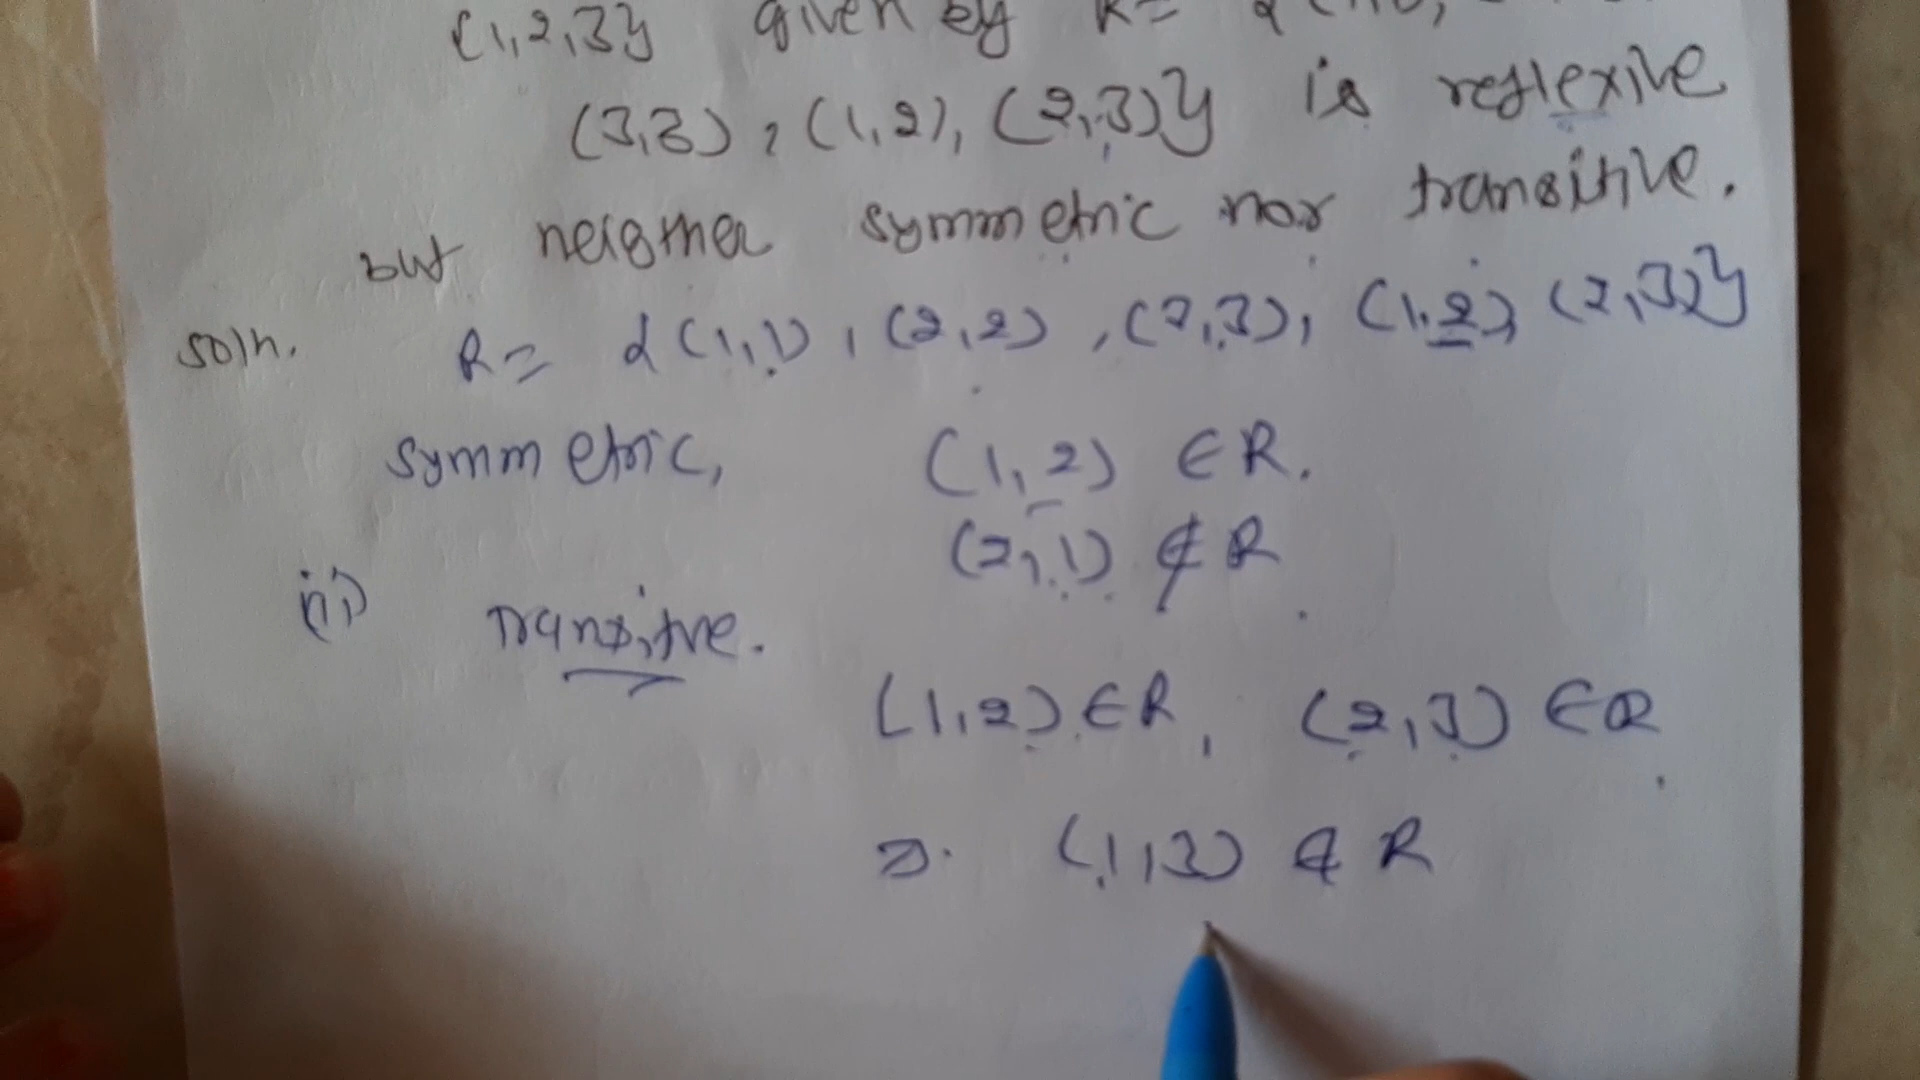 {1,2,3} given by R =
(3,3), (1,2), (2,3)} is reflexive
but neigther symmetric nor transitive.
soln. R = {(1,1), (2,2), (3,3), (1,2), (2,3)}
symmetric, (1,2) ∈ R.
(2,1) ∉ R
(ii) Transitive.
(1,2) ∈ R, (2,3) ∈ R
⇒ (1,3) ∉ R